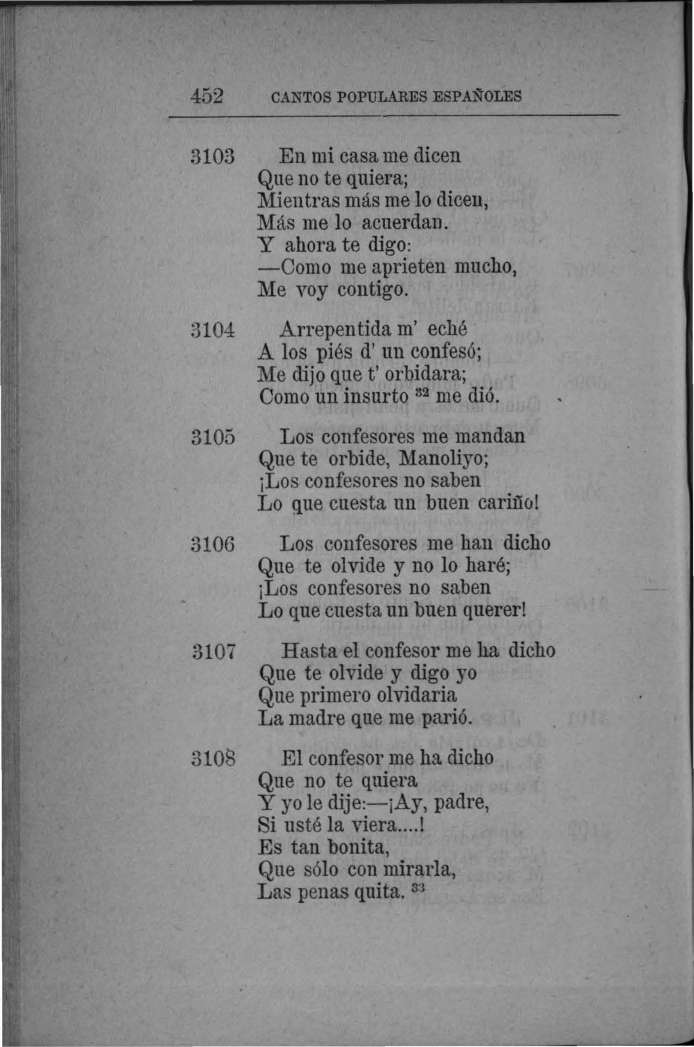 452 CANTOS POPULARES ESPAÑOLES
3103 En mi casa me dicen
Que no te quiera;
Mientras más me lo dicen,
Más me lo acuerdan.
Y ahora te digo:
—Como me aprieten mucho,
Me voy contigo.
3104 Arrepentida m' eché
A los piés d' un confesó;
Me dijo que t' orbidara;
Como un insurto ³² me dió.
3105 Los confesores me mandan
Que te orbide, Manoliyo;
¡Los confesores no saben
Lo que cuesta un buen cariño!
3106 Los confesores me han dicho
Que te olvide y no lo haré;
¡Los confesores no saben
Lo que cuesta un buen querer!
3107 Hasta el confesor me ha dicho
Que te olvide y digo yo
Que primero olvidaria
La madre que me parió.
3108 El confesor me ha dicho
Que no te quiera
Y yo le dije:—¡Ay, padre,
Si usté la viera....!
Es tan bonita,
Que sólo con mirarla,
Las penas quita. ³³